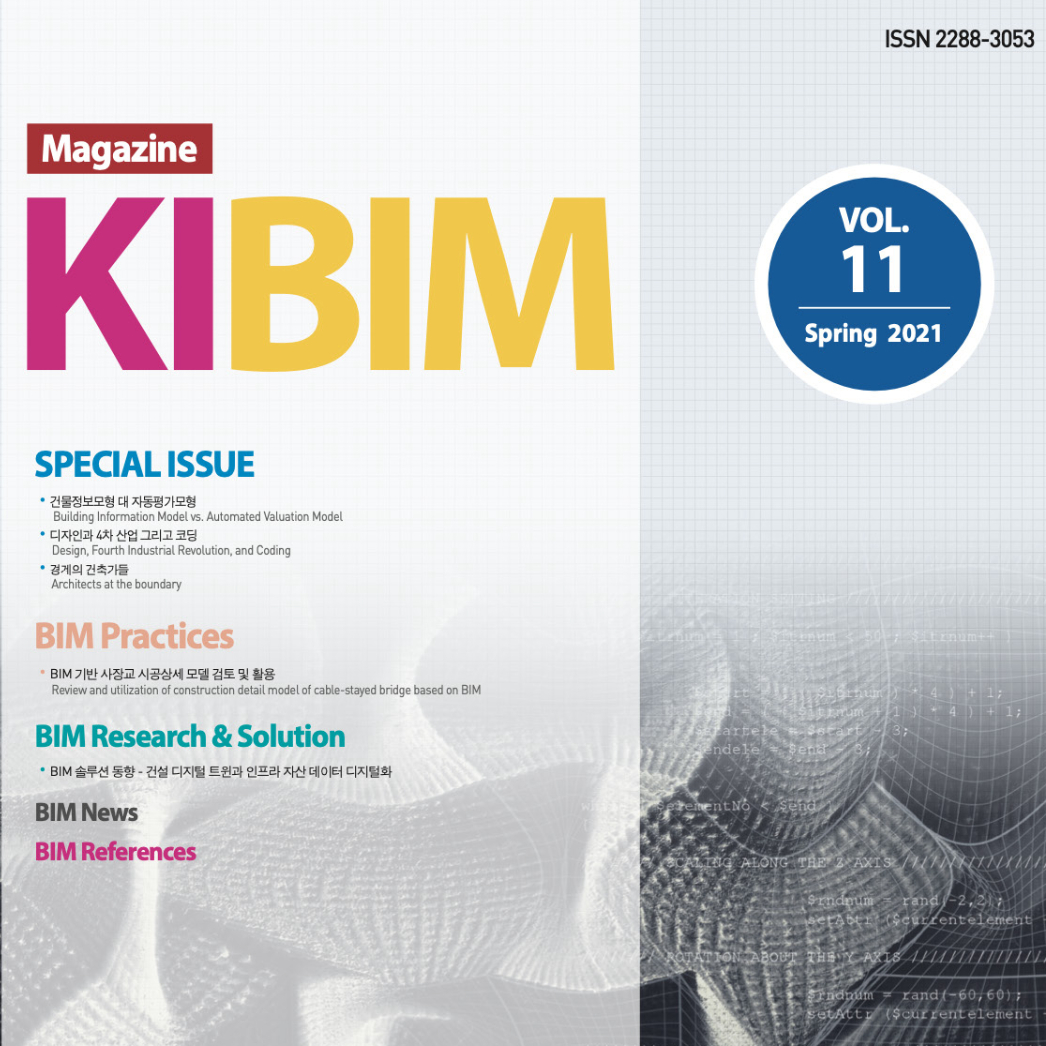 ISSN 2288-3053
Magazine
KIBIM
VOL.
11
Spring 2021
SPECIAL ISSUE
• 건물정보모형 대 자동평가모형
Building Information Model vs. Automated Valuation Model
• 디자인과 4차 산업 그리고 코딩
Design, Fourth Industrial Revolution, and Coding
• 경계의 건축가들
Architects at the boundary
BIM Practices
• BIM 기반 사장교 시공상세 모델 검토 및 활용
Review and utilization of construction detail model of cable-stayed bridge based on BIM
BIM Research & Solution
• BIM 솔루션 동향 - 건설 디지털 트윈과 인프라 자산 데이터 디지털화
BIM News
BIM References
$start
$itrnum ) * 4 ) + 1;
$itrnum + 1 ) * 4 ) + 1;
= $start - 3;
endele = $end - 3;
$elementNo < $end
// SCALING ALONG THE Z AXIS /////////////
$rndnum = rand(-2,2);
setAttr ($currentelement
// ROTATION ABOUT THE Y AXIS /////////////
$rndnum = rand(-60,60);
setAttr ($currentelement